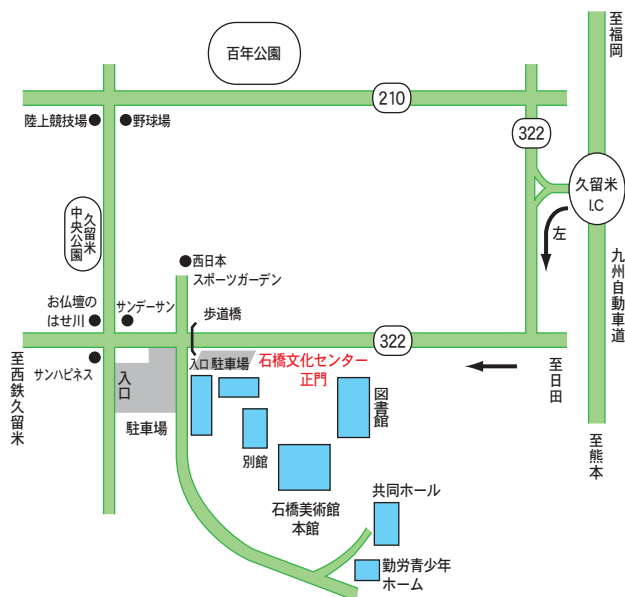 至福岡
百年公園
210
322
陸上競技場
野球場
久留米
I.C
左
久留米
中央公園
西日本
スポーツガーデン
九州自動車道
お仏壇の
はせ川
サンデーサン
歩道橋
322
至西鉄久留米
サンハピネス
入口
入口
駐車場
石橋文化センター
正門
至日田
図書館
駐車場
別館
至熊本
石橋美術館
本館
共同ホール
勤労青少年
ホーム